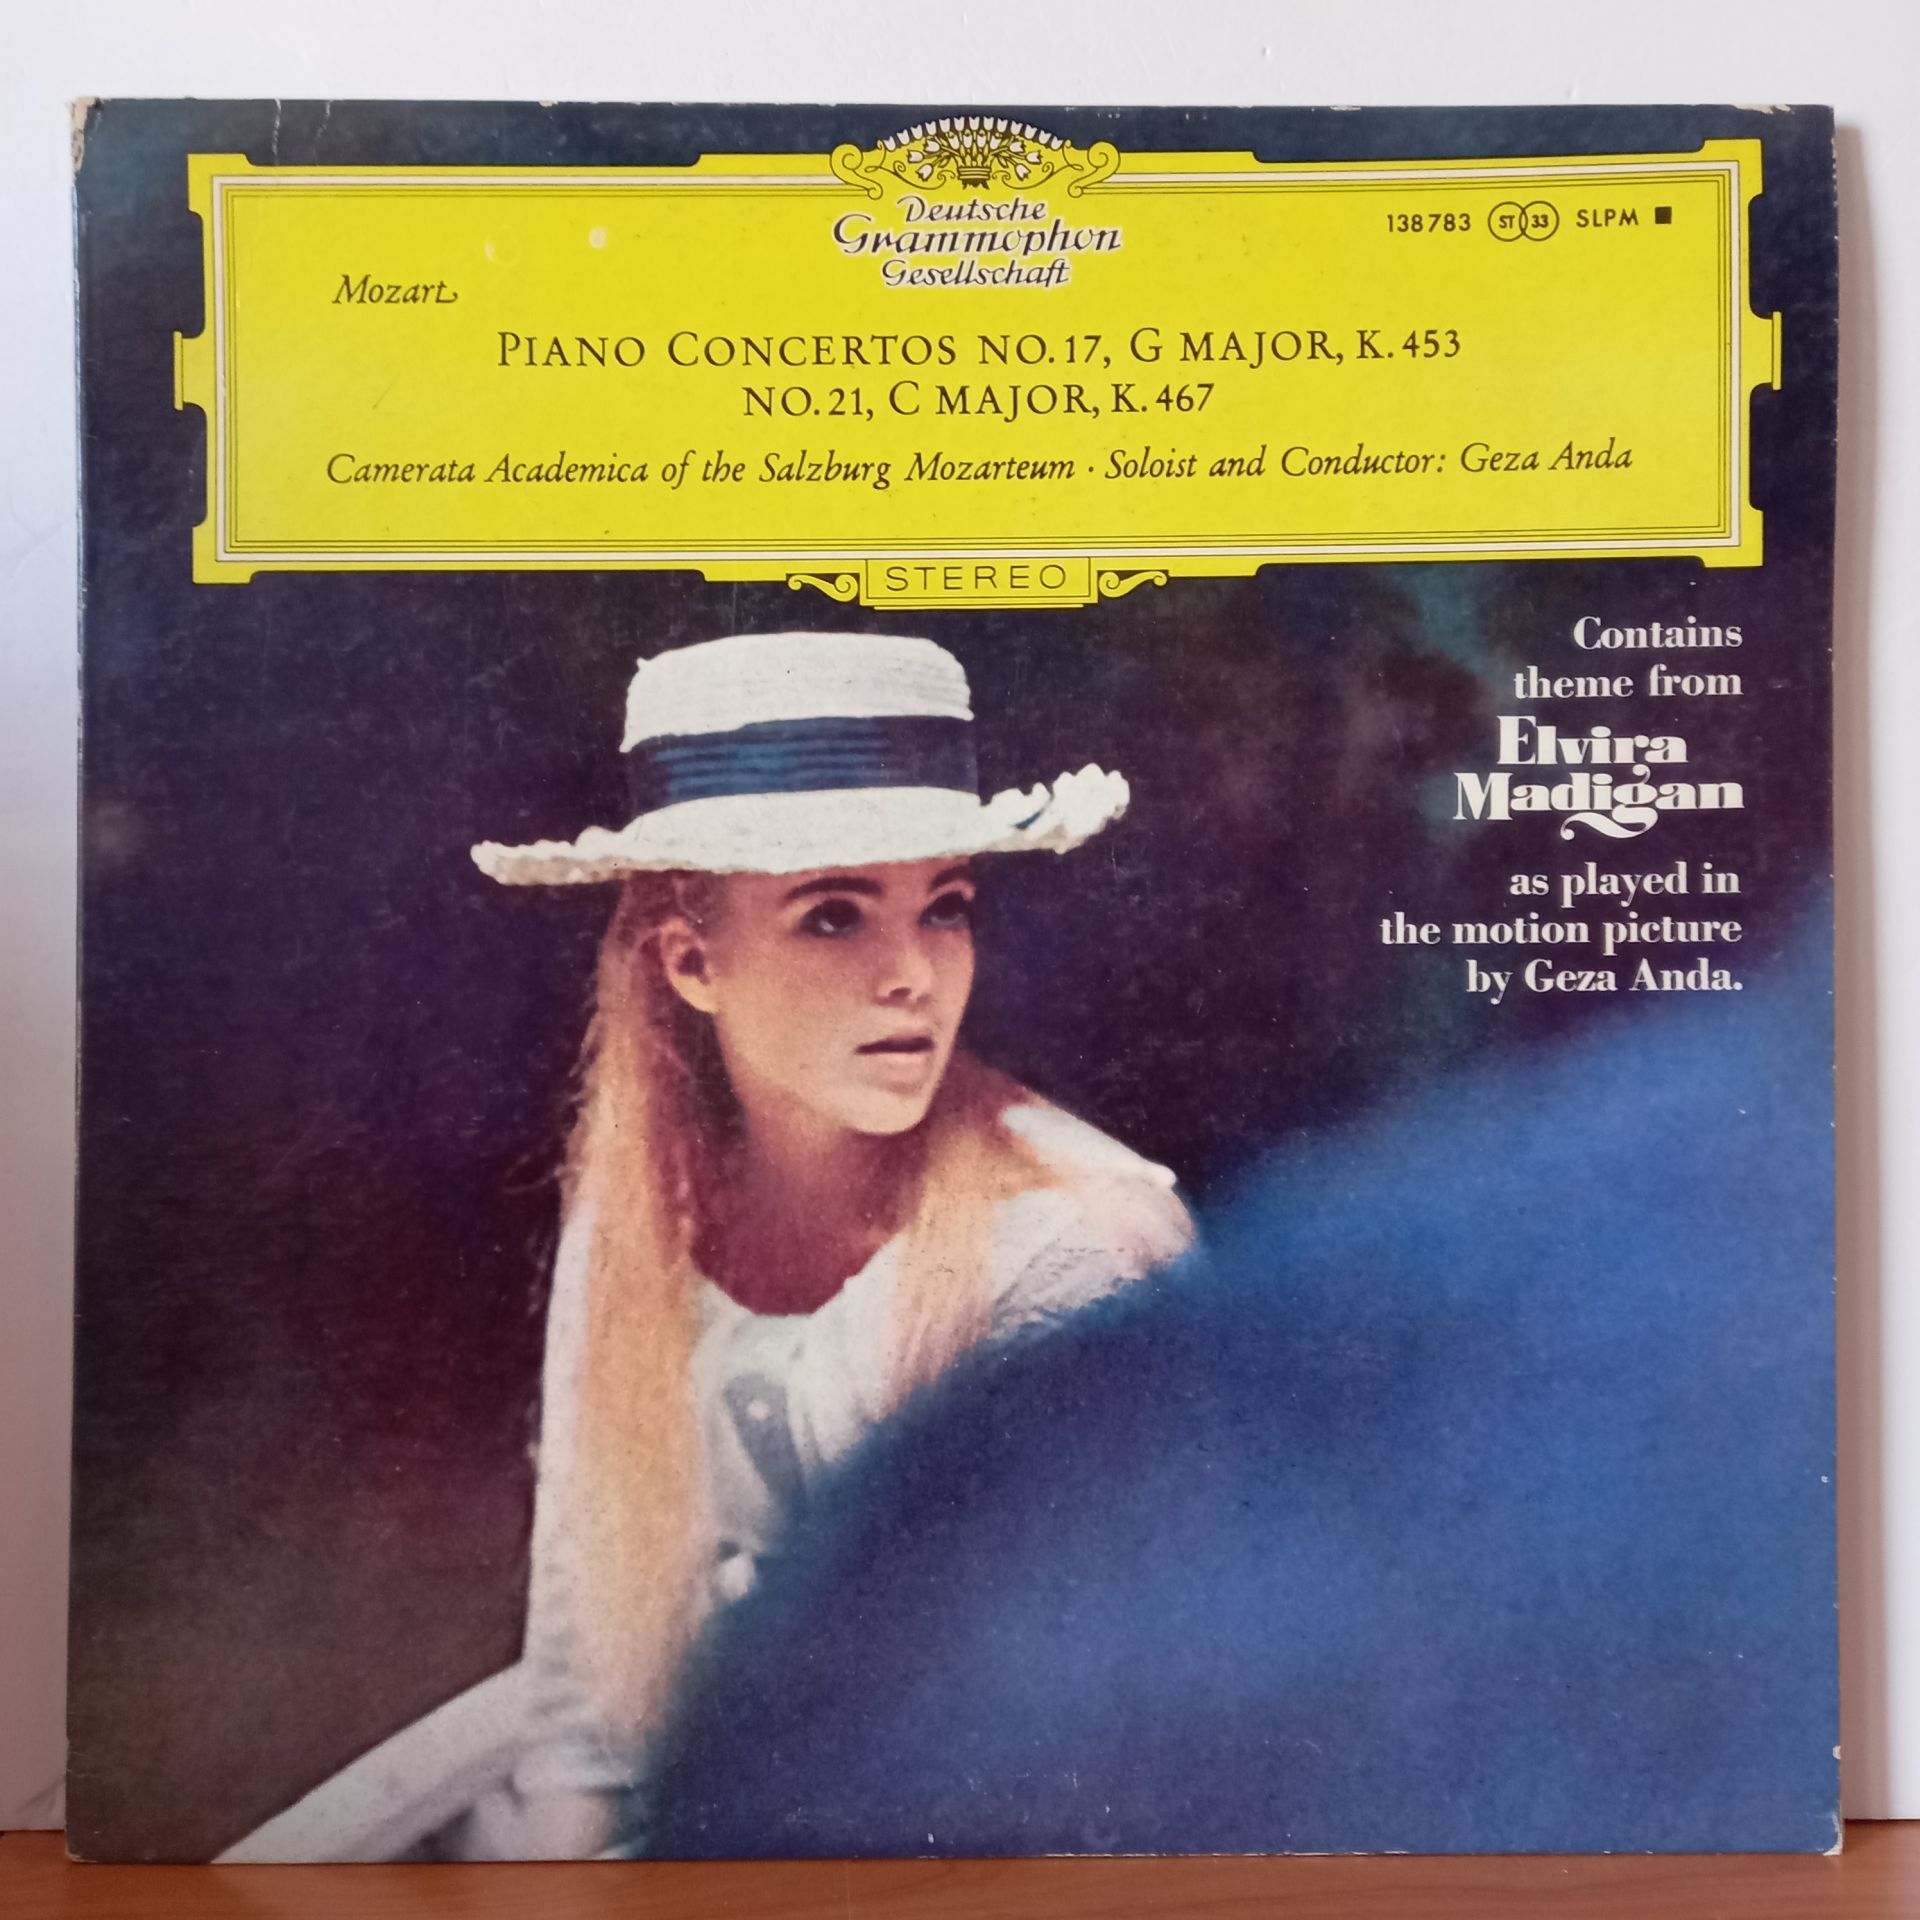 Deutsche
Grammophon
Gesellschaft
138783 ST 33 SLPM
Mozart
PIANO CONCERTOS NO. 17, G MAJOR, K. 453
NO. 21, C MAJOR, K. 467
Camerata Academica of the Salzburg Mozarteum · Soloist and Conductor: Geza Anda
STEREO
Contains
theme from
Elvira
Madigan
as played in
the motion picture
by Geza Anda.